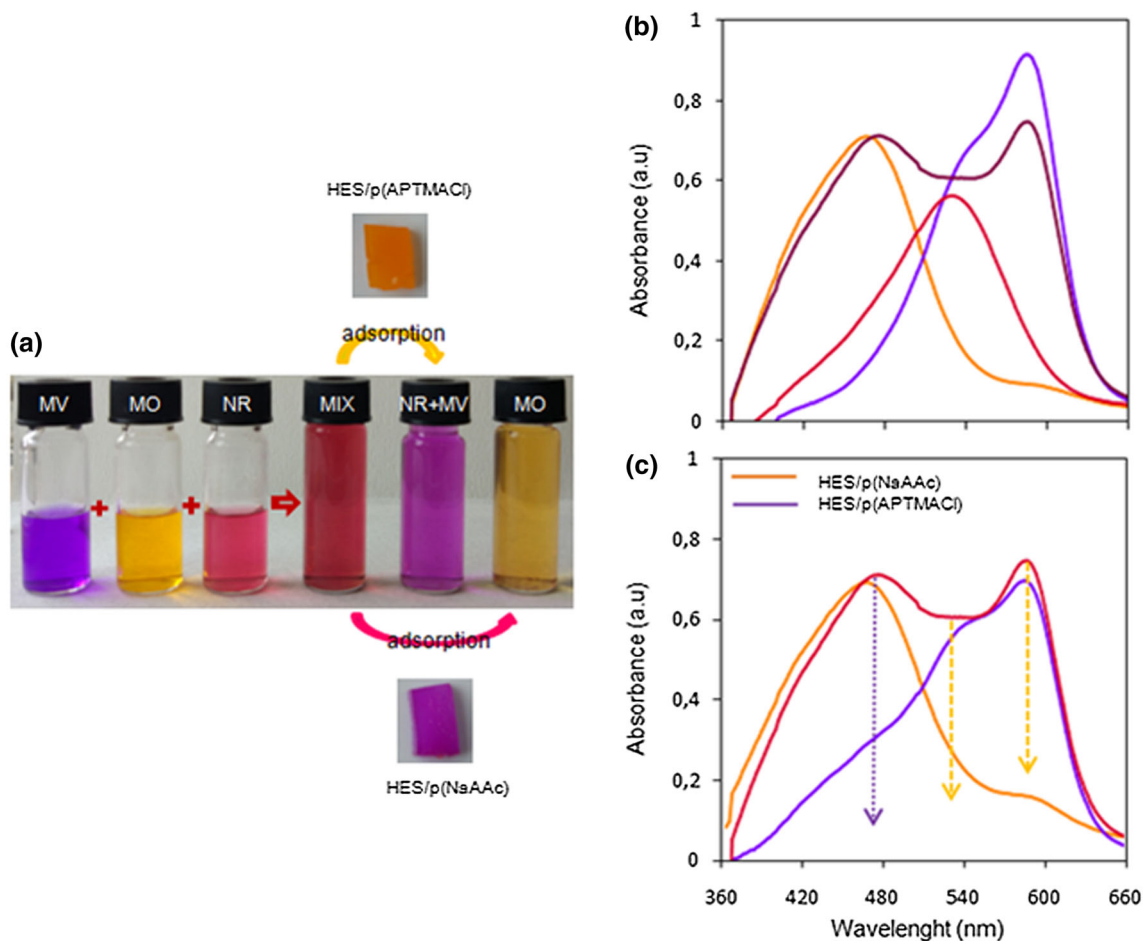 (a)
HES/p(APTMACl)
adsorption
MV
MO
NR
MIX
NR+MV
MO
+
+
adsorption
HES/p(NaAAc)
(b)
Absorbance (a.u)
1
0,8
0,6
0,4
0,2
0
(c)
HES/p(NaAAc)
HES/p(APTMACl)
Absorbance (a.u)
1
0,8
0,6
0,4
0,2
0
360 420 480 540 600 660
Wavelenght (nm)